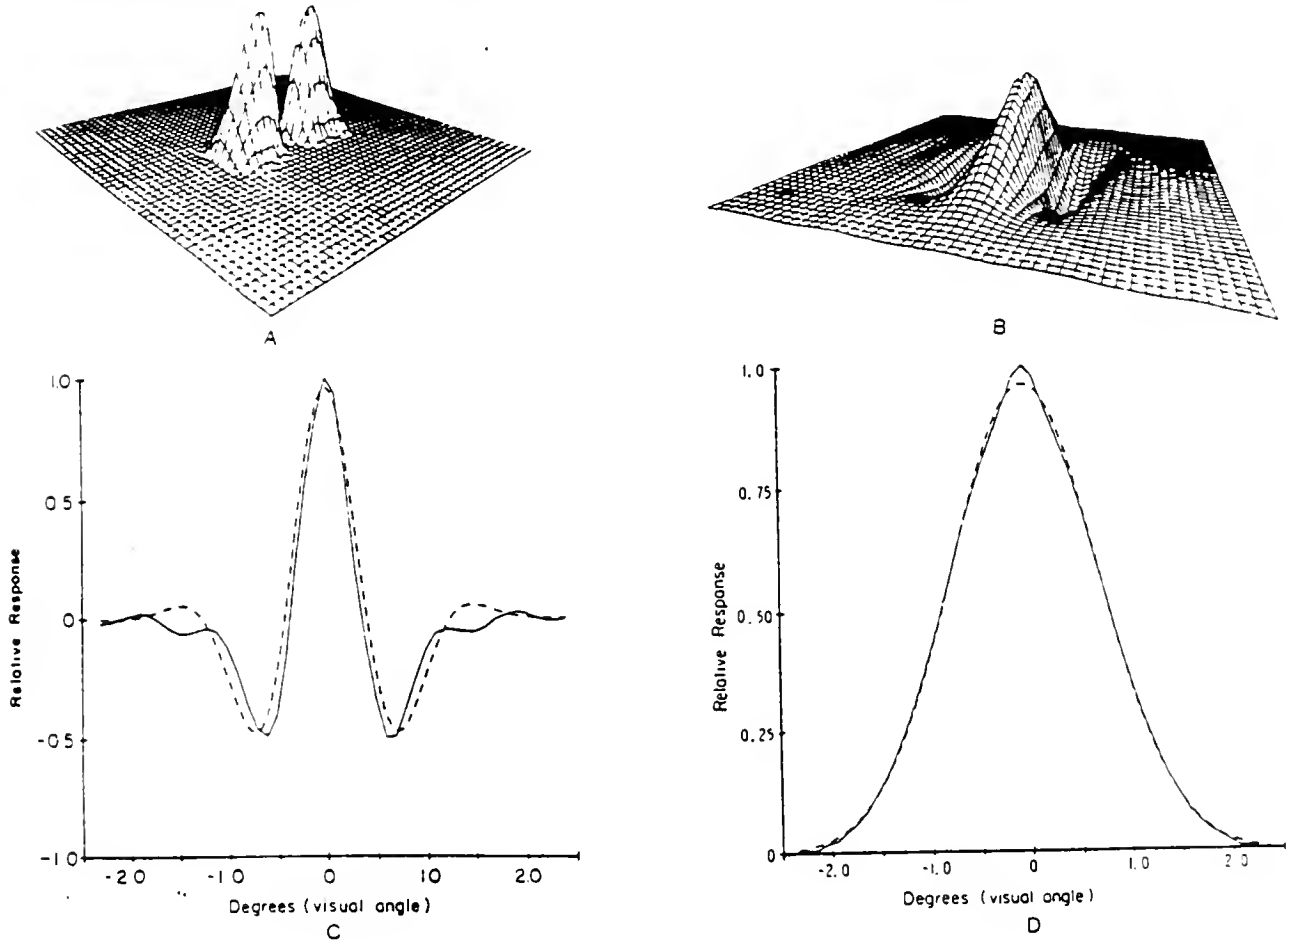 A
B
1.0
0.5
0
-0.5
-1.0
-2.0 -1.0 0 1.0 2.0
Relative Response
Degrees (visual angle)
C
1.0
0.75
0.50
0.25
0
-2.0 -1.0 0 1.0 2.0
Relative Response
Degrees (visual angle)
D